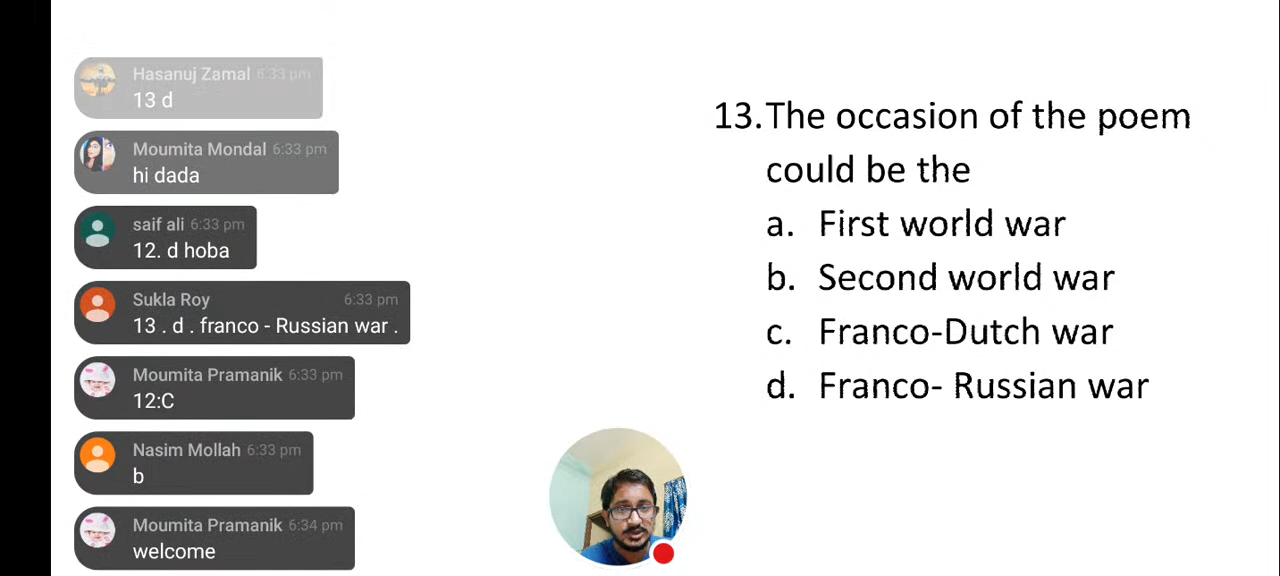 Hasanuj Zamal 6:33 pm
13 d
Moumita Mondal 6:33 pm
hi dada
saif ali 6:33 pm
12. d hoba
Sukla Roy 6:33 pm
13 . d . franco - Russian war .
Moumita Pramanik 6:33 pm
12:C
Nasim Mollah 6:33 pm
b
Moumita Pramanik 6:34 pm
welcome
13.The occasion of the poem
could be the
a. First world war
b. Second world war
c. Franco-Dutch war
d. Franco- Russian war